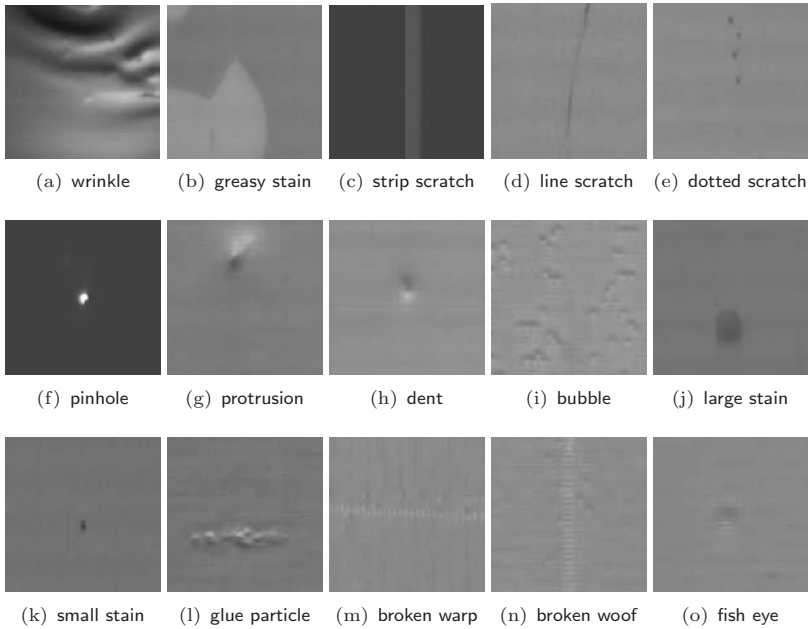 (a) wrinkle (b) greasy stain (c) strip scratch (d) line scratch (e) dotted scratch
(f) pinhole (g) protrusion (h) dent (i) bubble (j) large stain
(k) small stain (l) glue particle (m) broken warp (n) broken woof (o) fish eye